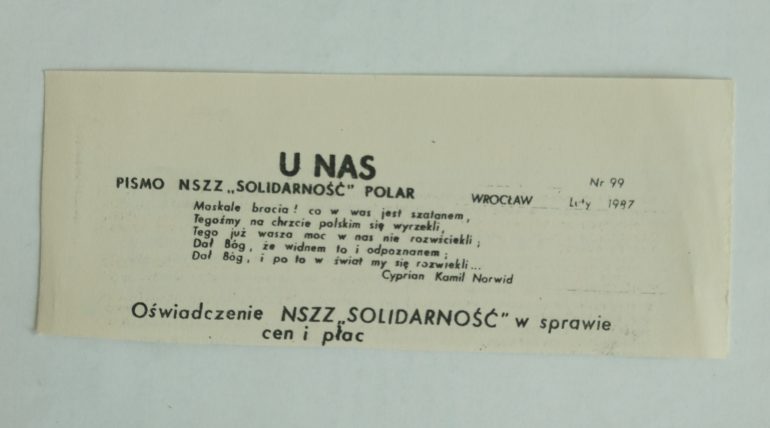 U NAS
PISMO NSZZ „SOLIDARNOŚĆ" POLAR
Nr 99
WROCŁAW Luty 1987
Moskale bracia! co w was jest szatanem,
Tegośmy na chrzcie polskim się wyrzekli,
Tego już wasza moc w nas nie rozwściekli;
Dał Bóg, że widnem to i odpoznanem;
Dał Bóg, i po to w świat my się rozwiekli...
Cyprian Kamil Norwid
Oświadczenie NSZZ „SOLIDARNOŚĆ" w sprawie
cen i płac